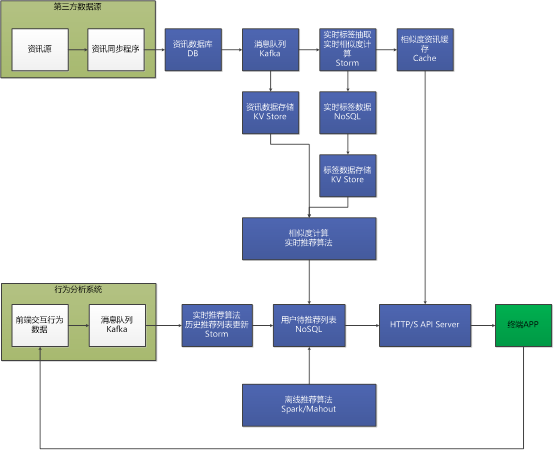 第三方数据源
资讯源
资讯同步程序
资讯数据库
DB
消息队列
Kafka
实时标签抽取
实时相似度计
算
Storm
相似度资讯缓
存
Cache
资讯数据存储
KV Store
实时标签数据
NoSQL
标签数据存储
KV Store
相似度计算
实时推荐算法
行为分析系统
前端交互行为
数据
消息队列
Kafka
实时推荐算法
历史推荐列表更新
Storm
用户待推荐列表
NoSQL
HTTP/S API Server
终端APP
离线推荐算法
Spark/Mahout